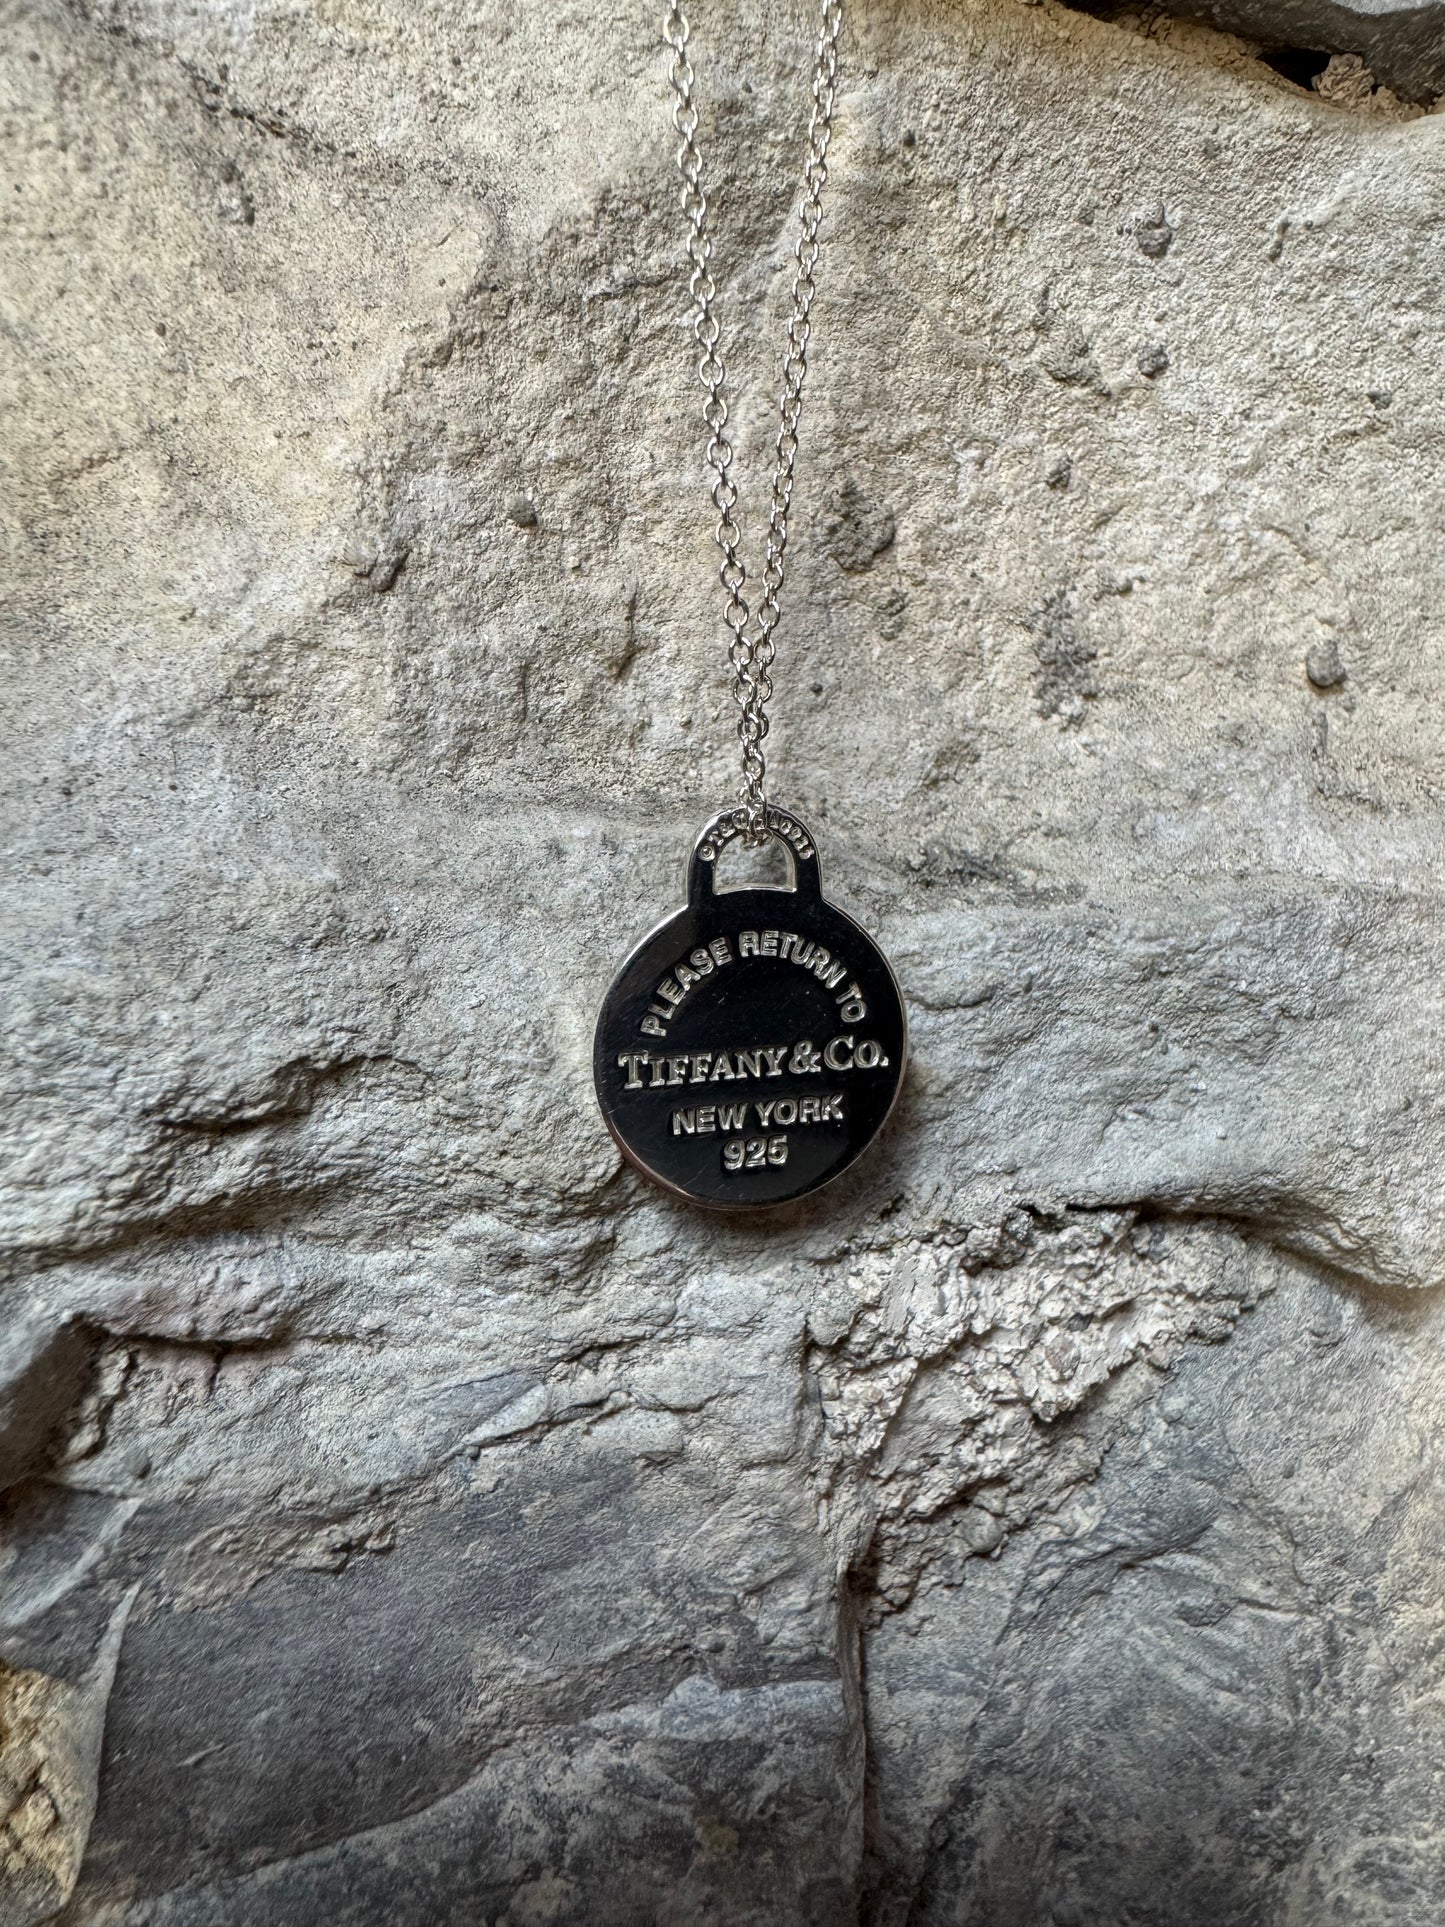 PLEASE RETURN TO
TIFFANY & CO.
NEW YORK
925